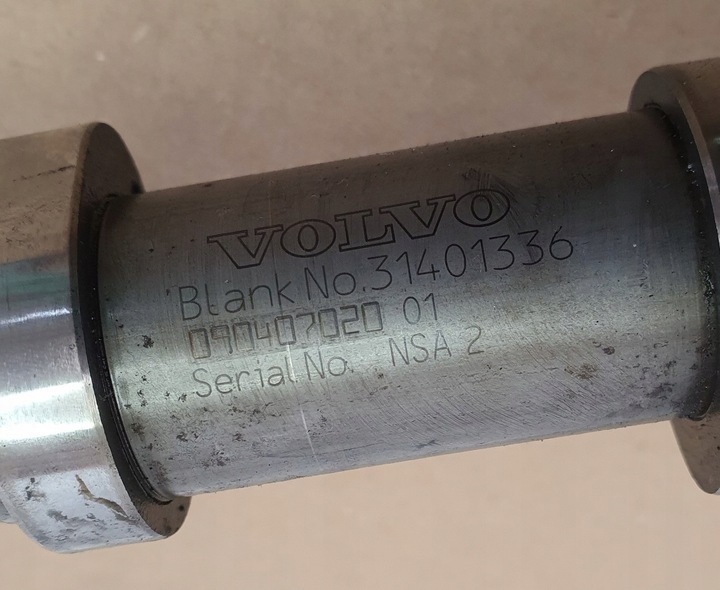 VOLVO
Blank No.31401336
090407020 01
Serial No. NSA 2